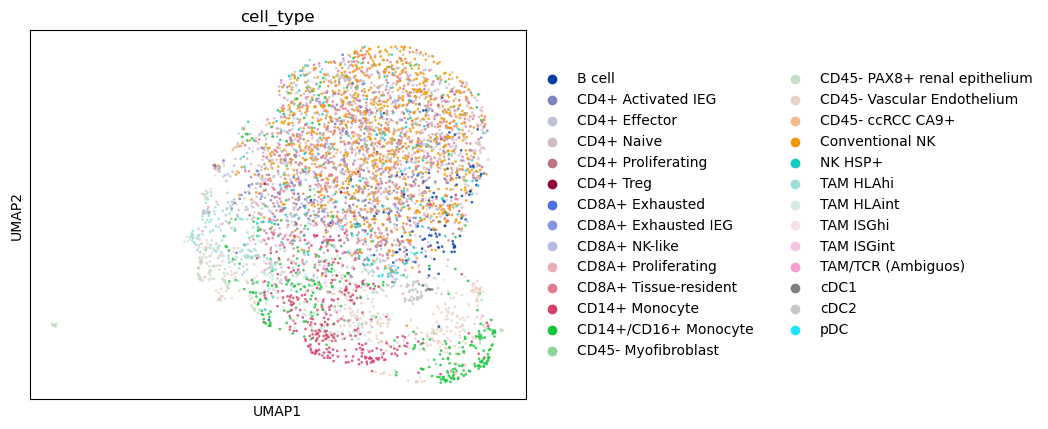 cell_type
UMAP2
UMAP1
B cell
CD4+ Activated IEG
CD4+ Effector
CD4+ Naive
CD4+ Proliferating
CD4+ Treg
CD8A+ Exhausted
CD8A+ Exhausted IEG
CD8A+ NK-like
CD8A+ Proliferating
CD8A+ Tissue-resident
CD14+ Monocyte
CD14+/CD16+ Monocyte
CD45- Myofibroblast
CD45- PAX8+ renal epithelium
CD45- Vascular Endothelium
CD45- ccRCC CA9+
Conventional NK
NK HSP+
TAM HLAhi
TAM HLAint
TAM ISGhi
TAM ISGint
TAM/TCR (Ambiguos)
cDC1
cDC2
pDC